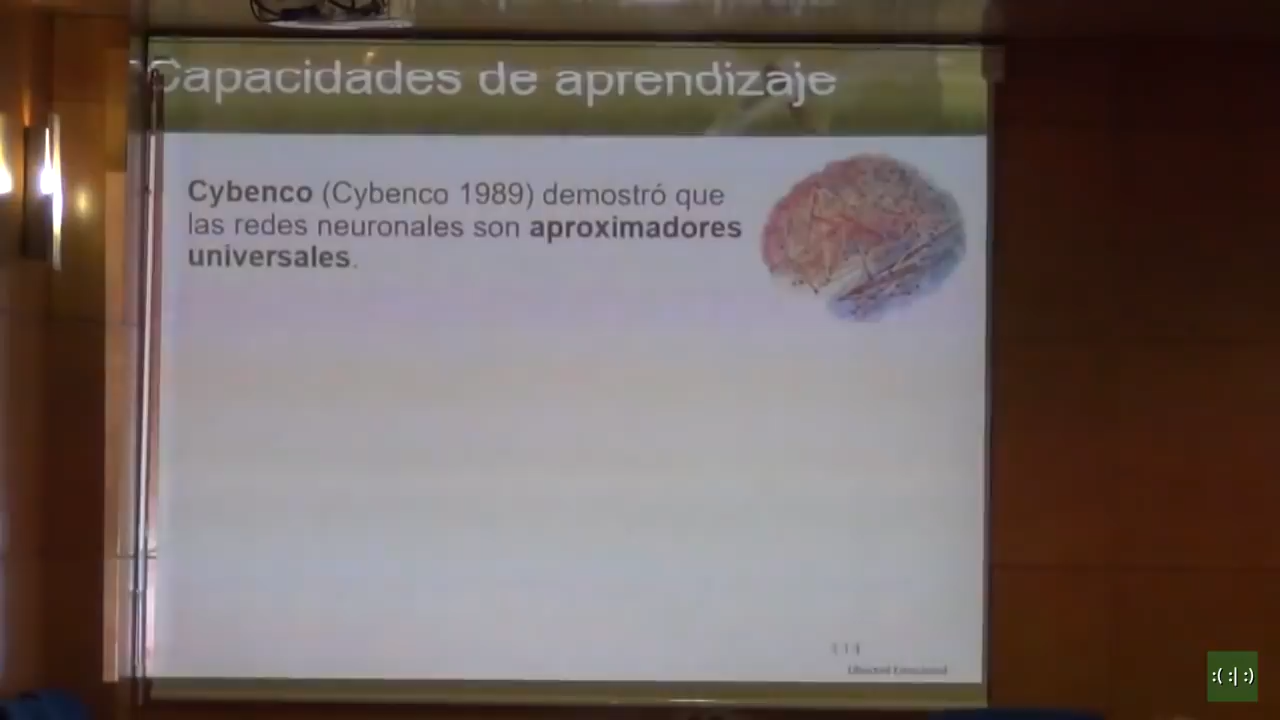 Capacidades de aprendizaje
Cybenco (Cybenco 1989) demostró que
las redes neuronales son aproximadores
universales.
:( :| :)